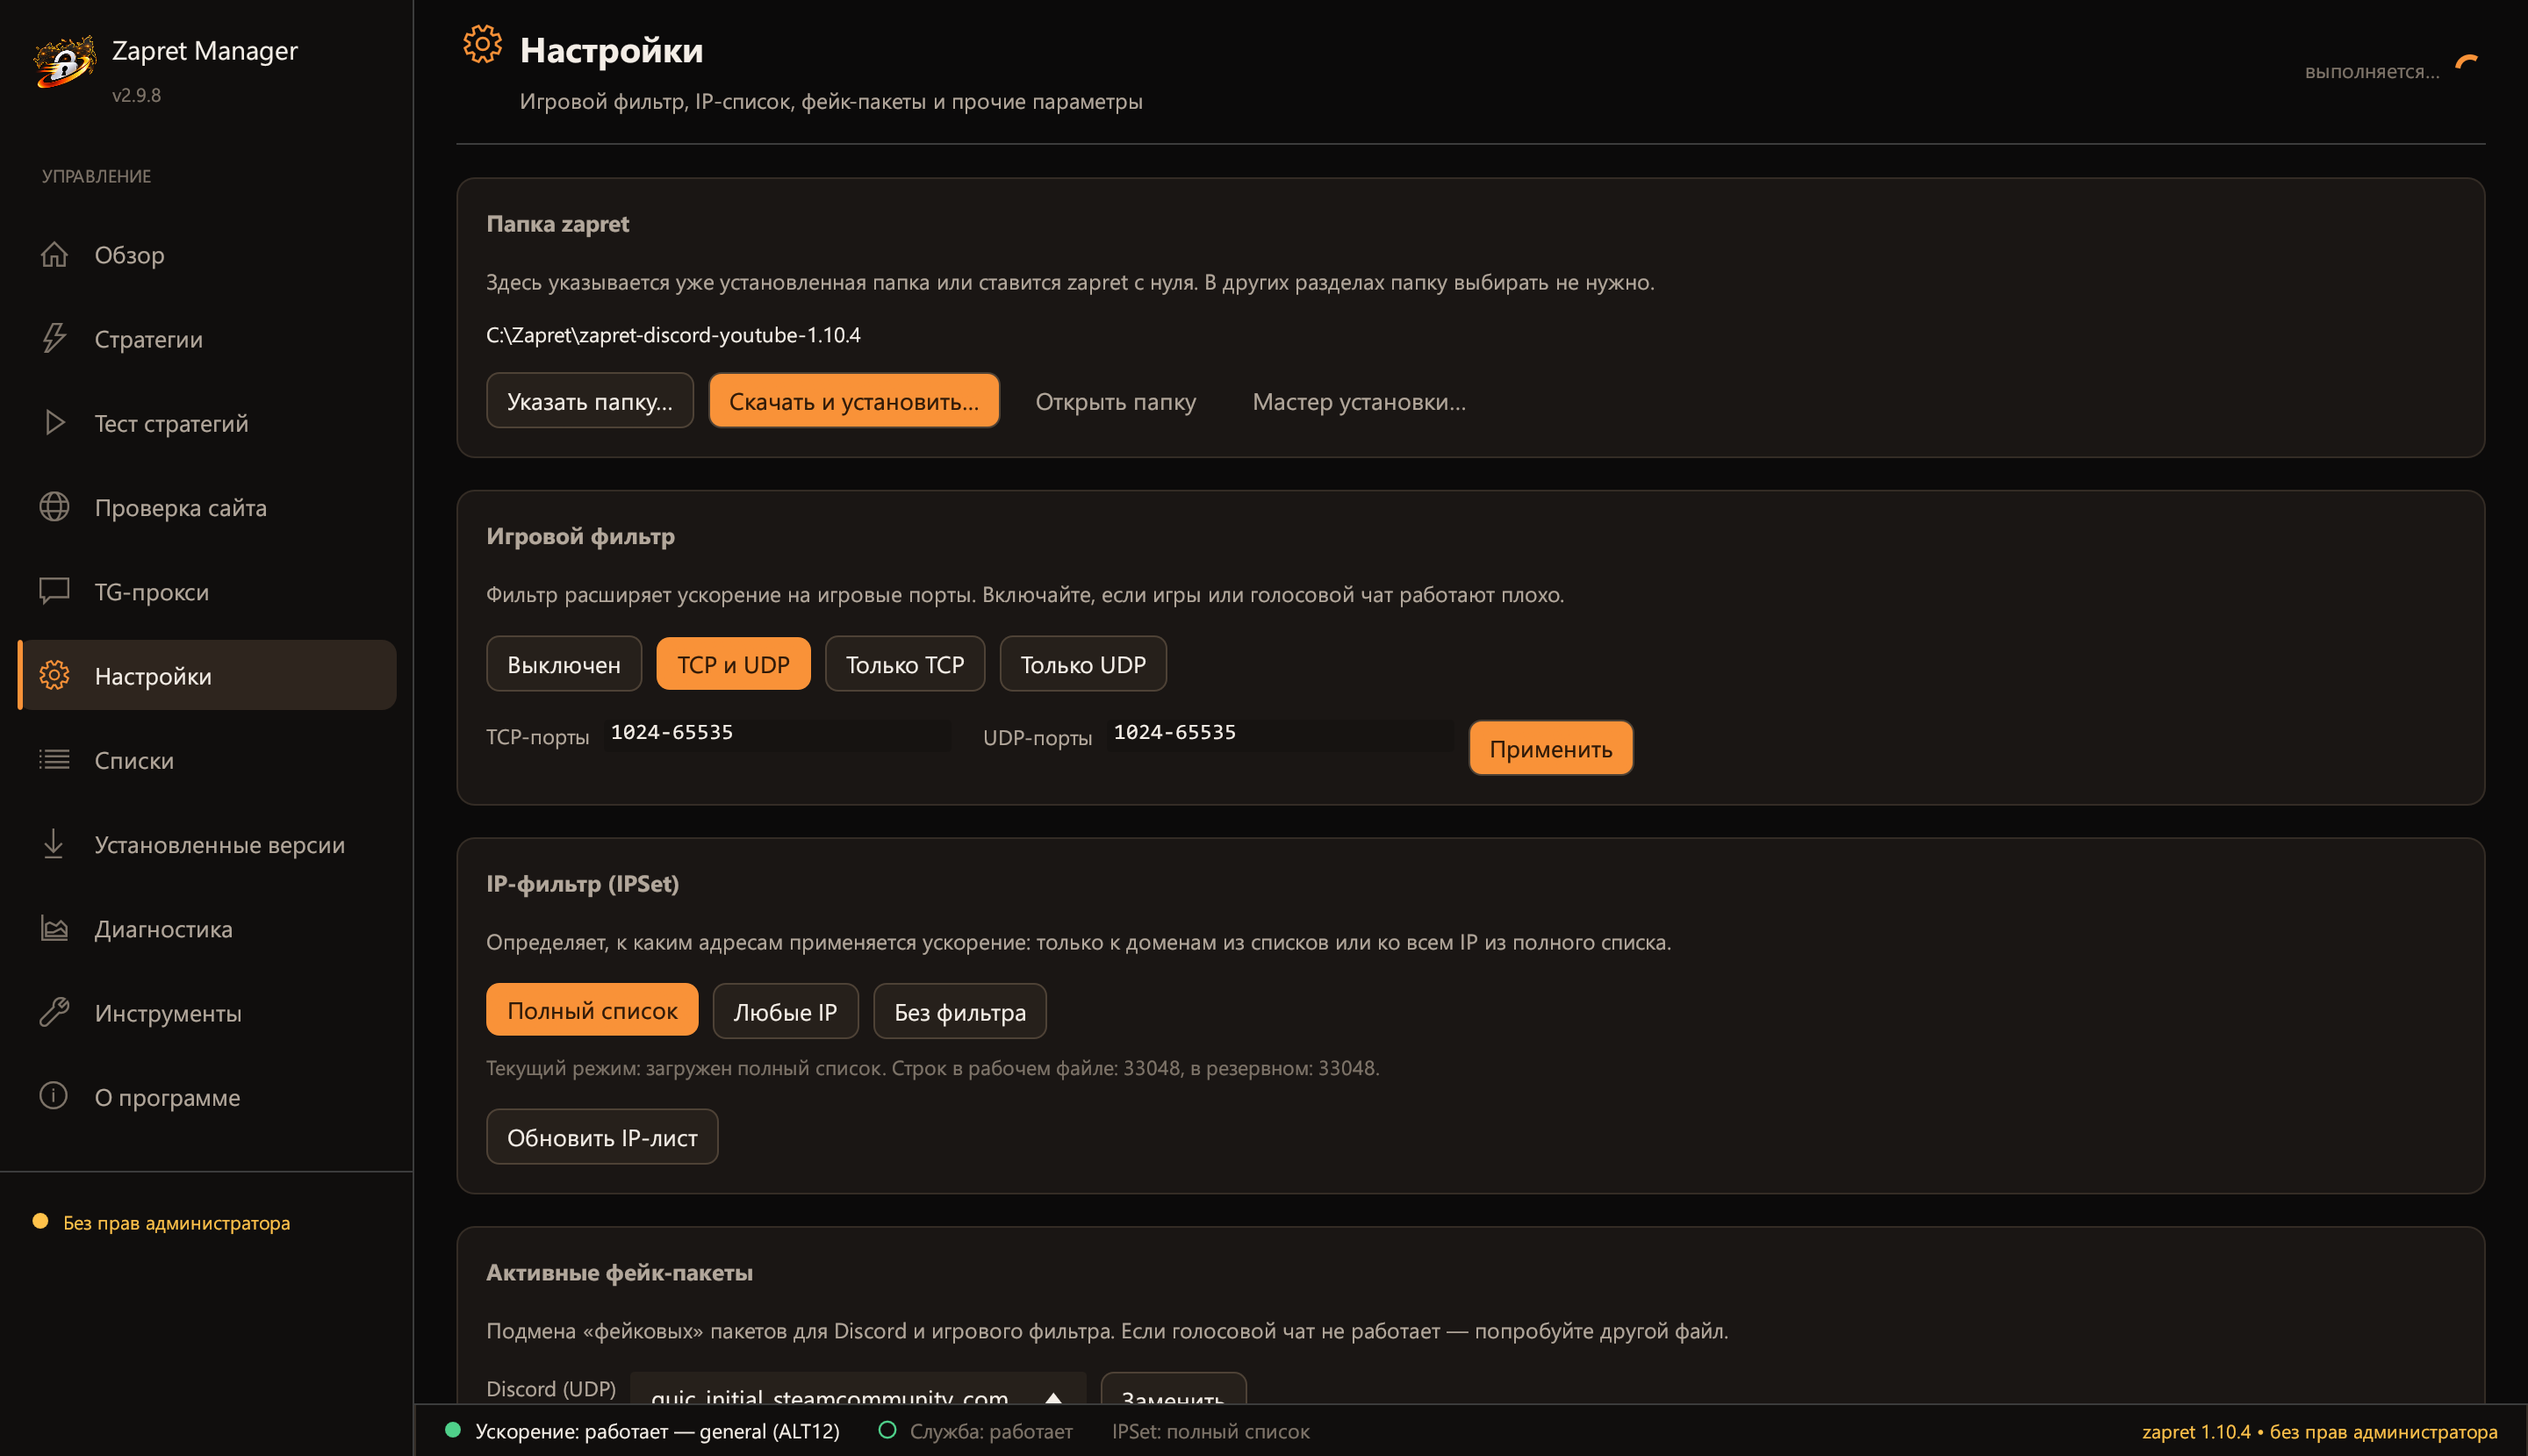 Zapret Manager
v2.9.8
УПРАВЛЕНИЕ
Обзор
Стратегии
Тест стратегий
Проверка сайта
TG-прокси
Настройки
Списки
Установленные версии
Диагностика
Инструменты
О программе
Без прав администратора
Настройки
Игровой фильтр, IP-список, фейк-пакеты и прочие параметры
выполняется...
Папка zapret
Здесь указывается уже установленная папка или ставится zapret с нуля. В других разделах папку выбирать не нужно.
C:\Zapret\zapret-discord-youtube-1.10.4
Указать папку... Скачать и установить... Открыть папку Мастер установки...
Игровой фильтр
Фильтр расширяет ускорение на игровые порты. Включайте, если игры или голосовой чат работают плохо.
Выключен TCP и UDP Только TCP Только UDP
TCP-порты 1024-65535 UDP-порты 1024-65535 Применить
IP-фильтр (IPSet)
Определяет, к каким адресам применяется ускорение: только к доменам из списков или ко всем IP из полного списка.
Полный список Любые IP Без фильтра
Текущий режим: загружен полный список. Строк в рабочем файле: 33048, в резервном: 33048.
Обновить IP-лист
Активные фейк-пакеты
Подмена «фейковых» пакетов для Discord и игрового фильтра. Если голосовой чат не работает — попробуйте другой файл.
Discord (UDP) quic_initial_steamcommunity_com Заменить
Ускорение: работает — general (ALT12) Служба: работает IPSet: полный список zapret 1.10.4 • без прав администратора